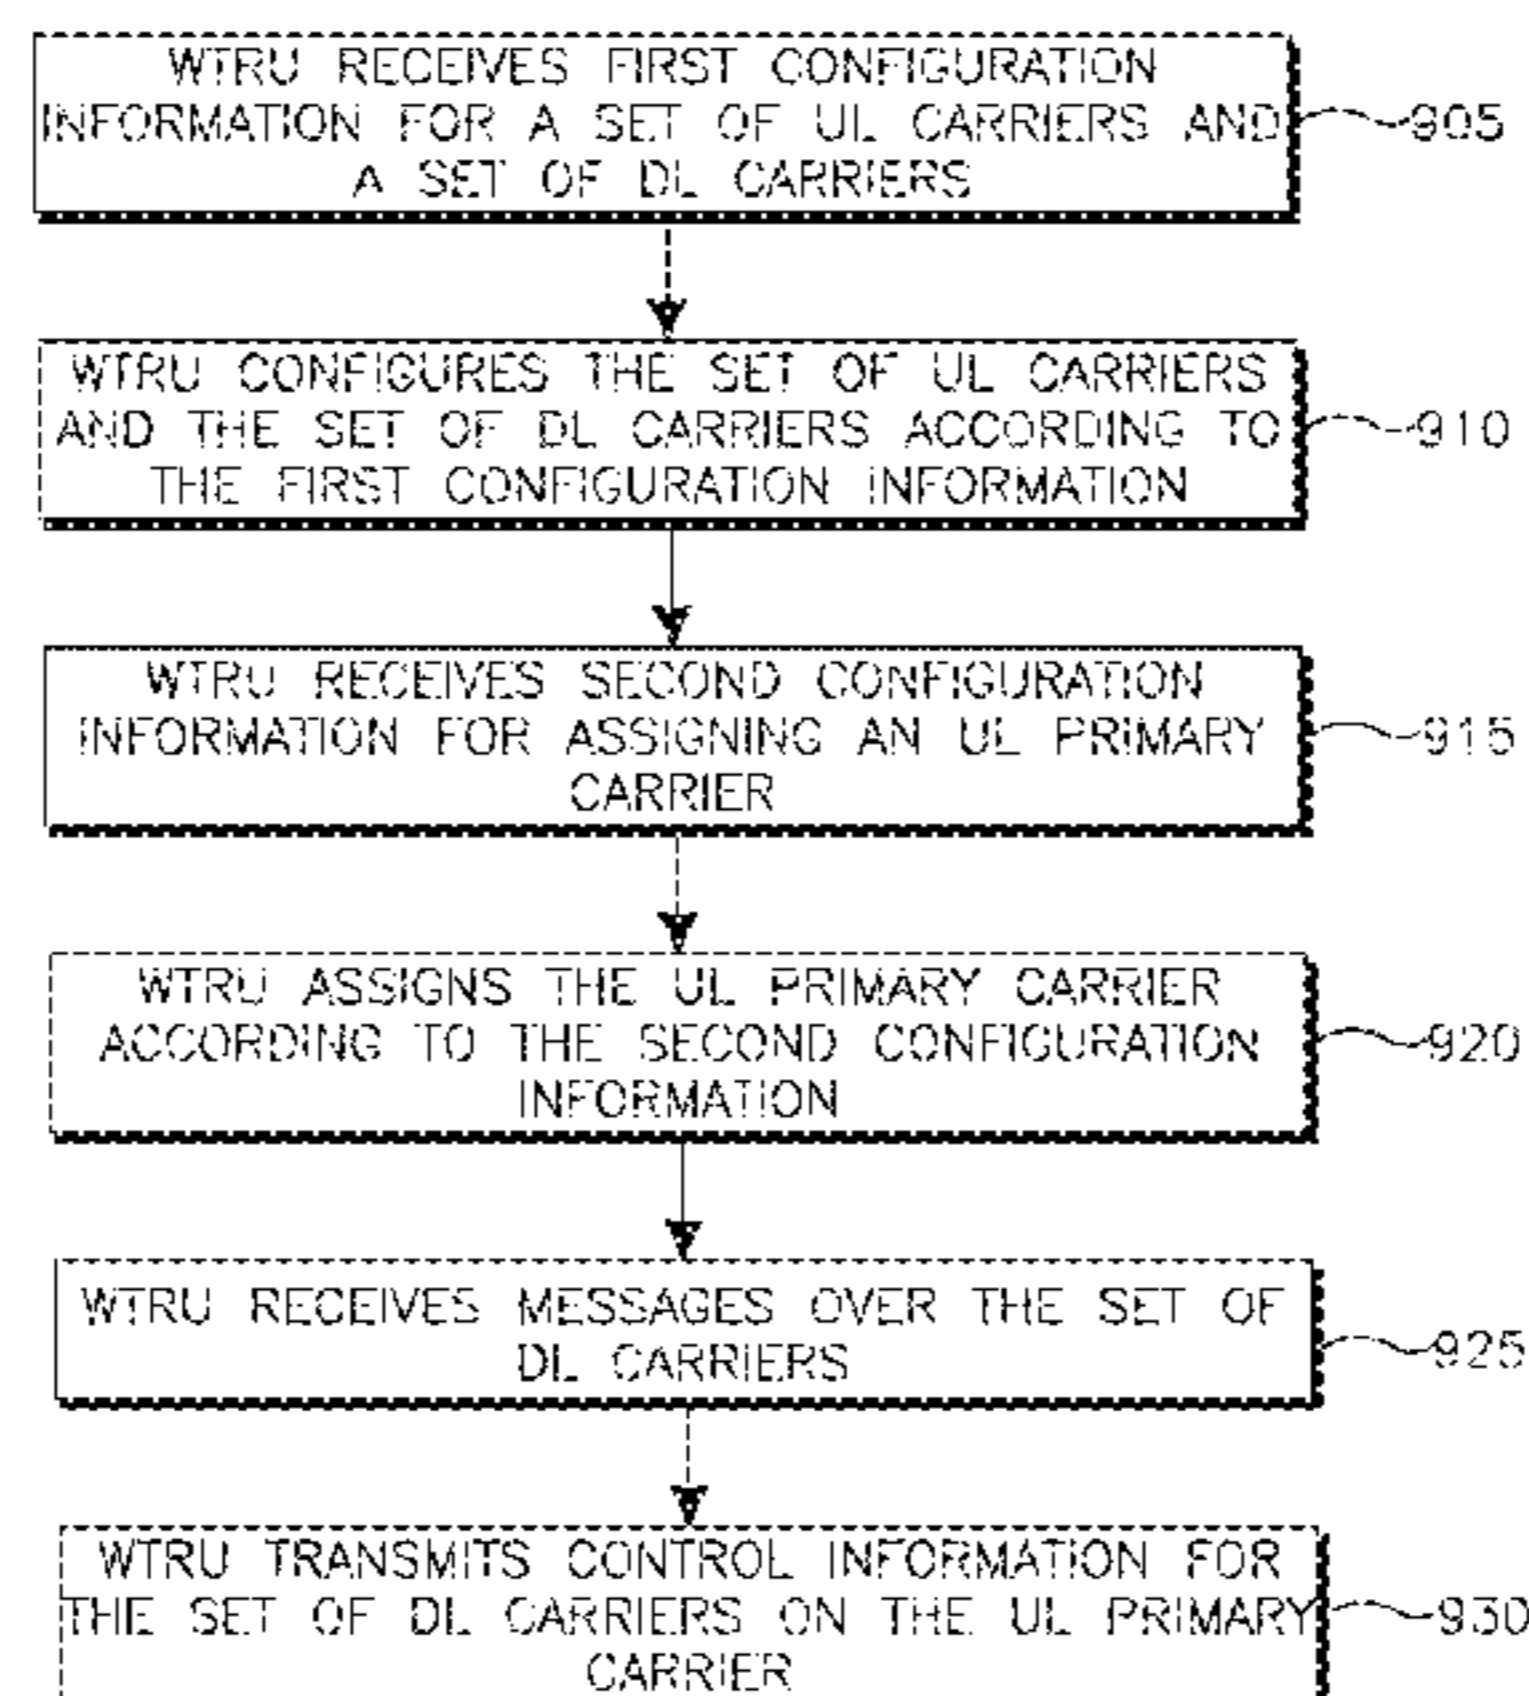 WTRU RECEIVES FIRST CONFIGURATION
INFORMATION FOR A SET OF UL CARRIERS AND
A SET OF DL CARRIERS
905
WTRU CONFIGURES THE SET OF UL CARRIERS
AND THE SET OF DL CARRIERS ACCORDING TO
THE FIRST CONFIGURATION INFORMATION
910
WTRU RECEIVES SECOND CONFIGURATION
INFORMATION FOR ASSIGNING AN UL PRIMARY
CARRIER
915
WTRU ASSIGNS THE UL PRIMARY CARRIER
ACCORDING TO THE SECOND CONFIGURATION
INFORMATION
920
WTRU RECEIVES MESSAGES OVER THE SET OF
DL CARRIERS
925
WTRU TRANSMITS CONTROL INFORMATION FOR
THE SET OF DL CARRIERS ON THE UL PRIMARY
CARRIER
930